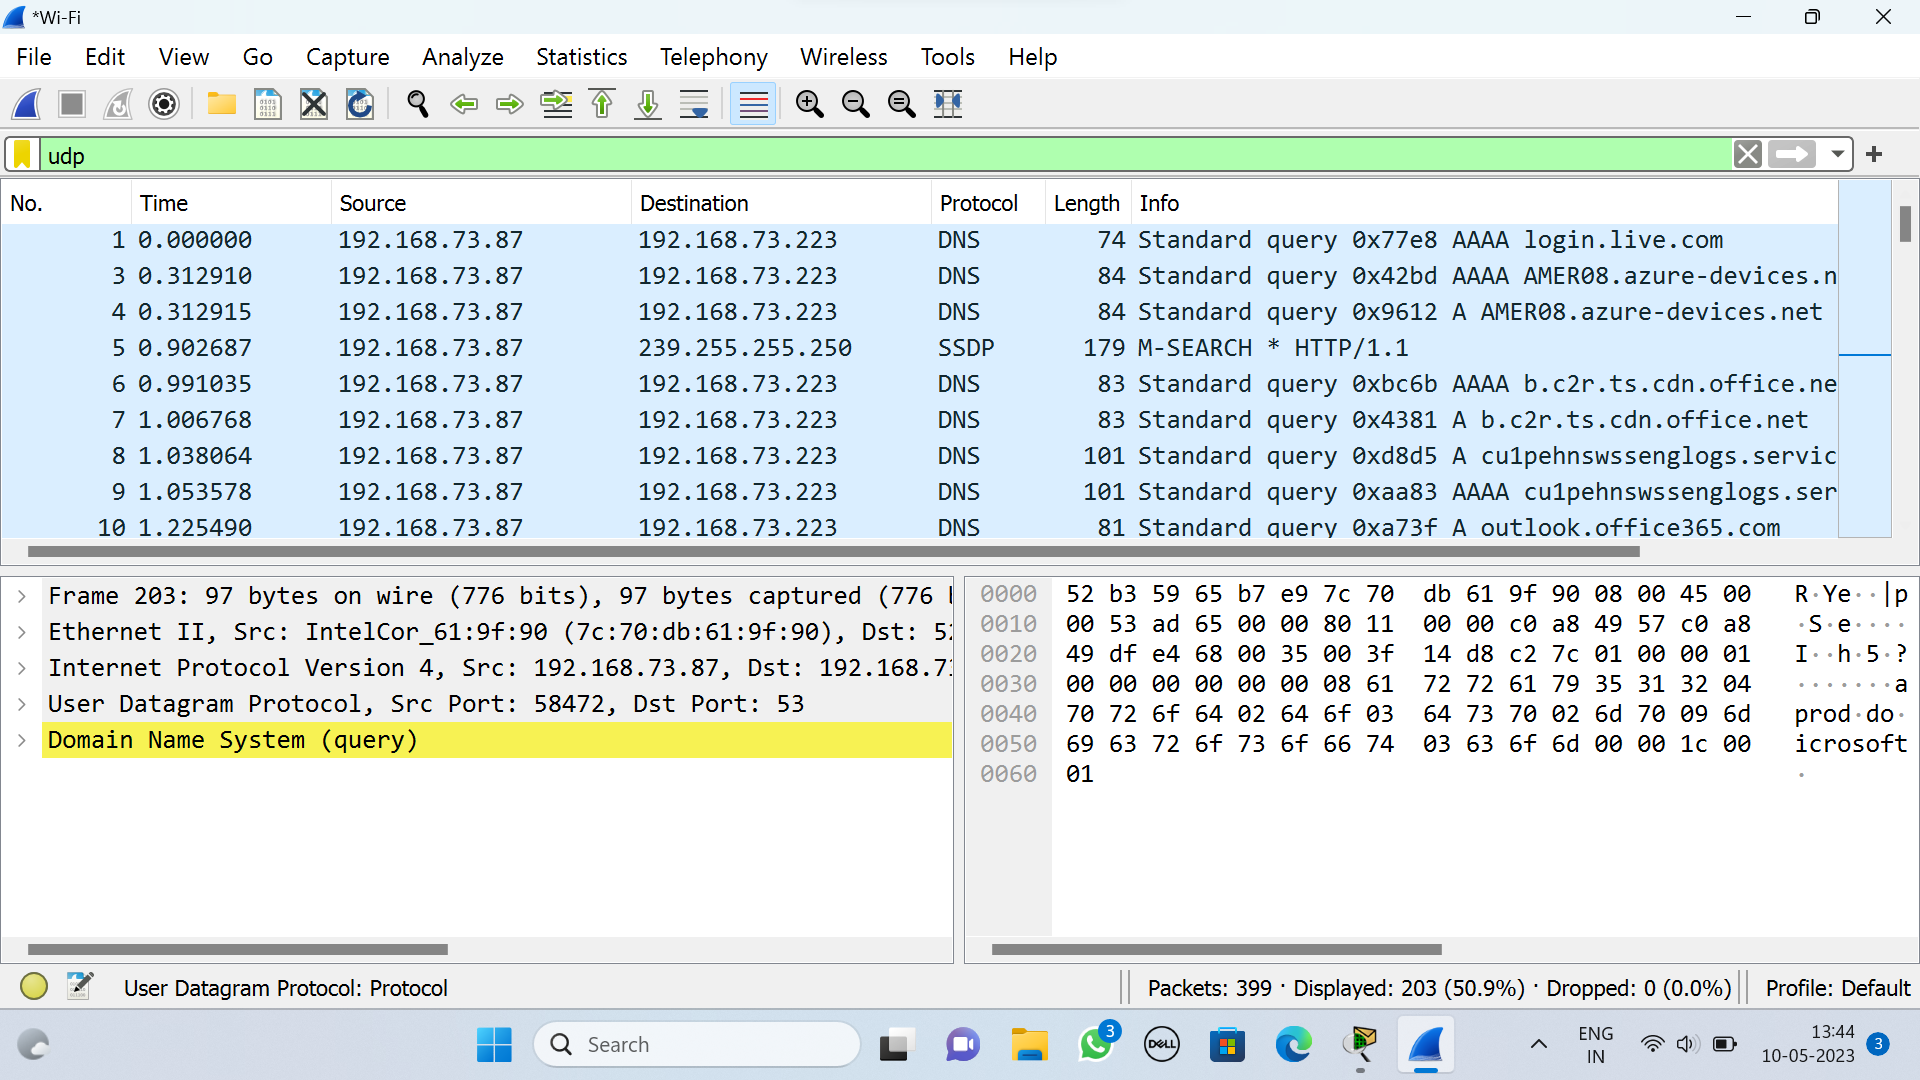 *Wi-Fi
File Edit View Go Capture Analyze Statistics Telephony Wireless Tools Help
udp
No. Time Source Destination Protocol Length Info
1 0.000000 192.168.73.87 192.168.73.223 DNS 74 Standard query 0x77e8 AAAA login.live.com
3 0.312910 192.168.73.87 192.168.73.223 DNS 84 Standard query 0x42bd AAAA AMER08.azure-devices.n
4 0.312915 192.168.73.87 192.168.73.223 DNS 84 Standard query 0x9612 A AMER08.azure-devices.net
5 0.902687 192.168.73.87 239.255.255.250 SSDP 179 M-SEARCH * HTTP/1.1
6 0.991035 192.168.73.87 192.168.73.223 DNS 83 Standard query 0xbc6b AAAA b.c2r.ts.cdn.office.ne
7 1.006768 192.168.73.87 192.168.73.223 DNS 83 Standard query 0x4381 A b.c2r.ts.cdn.office.net
8 1.038064 192.168.73.87 192.168.73.223 DNS 101 Standard query 0xd8d5 A cu1pehnswssenglogs.servic
9 1.053578 192.168.73.87 192.168.73.223 DNS 101 Standard query 0xaa83 AAAA cu1pehnswssenglogs.ser
10 1.225490 192.168.73.87 192.168.73.223 DNS 81 Standard query 0xa73f A outlook.office365.com
Frame 203: 97 bytes on wire (776 bits), 97 bytes captured (776 b
Ethernet II, Src: IntelCor_61:9f:90 (7c:70:db:61:9f:90), Dst: 52:
Internet Protocol Version 4, Src: 192.168.73.87, Dst: 192.168.73
User Datagram Protocol, Src Port: 58472, Dst Port: 53
Domain Name System (query)
0000 52 b3 59 65 b7 e9 7c 70 db 61 9f 90 08 00 45 00 R·Ye··|p
0010 00 53 ad 65 00 00 80 11 00 00 c0 a8 49 57 c0 a8 ·S·e····
0020 49 df e4 68 00 35 00 3f 14 d8 c2 7c 01 00 00 01 I··h·5·?
0030 00 00 00 00 00 00 08 61 72 72 61 79 35 31 32 04 ·······a
0040 70 72 6f 64 02 64 6f 03 64 73 70 02 6d 70 09 6d prod·do·
0050 69 63 72 6f 73 6f 66 74 03 63 6f 6d 00 00 1c 00 icrosoft
0060 01 ·
User Datagram Protocol: Protocol
Packets: 399 · Displayed: 203 (50.9%) · Dropped: 0 (0.0%)
Profile: Default
Search
3
DELL
ENG
IN
13:44
10-05-2023
3